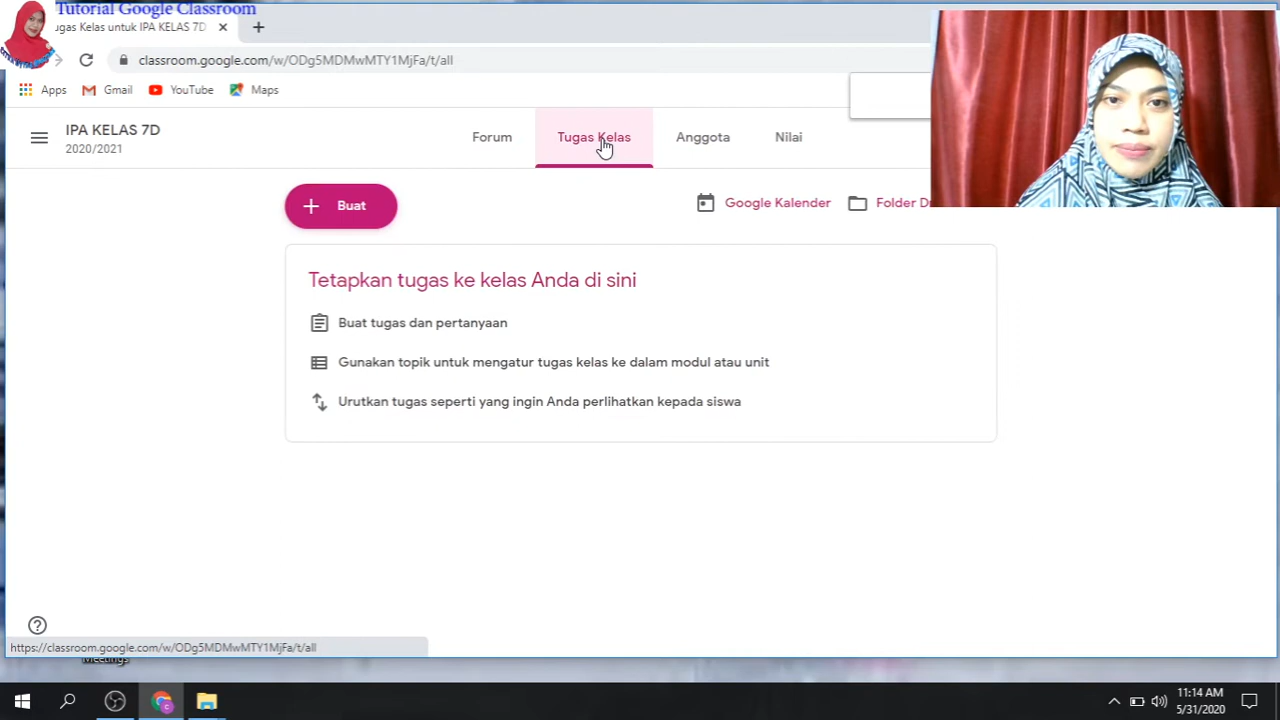 Tutorial Google Classroom
ugas Kelas untuk IPA KELAS 7D
classroom.google.com/w/ODg5MDMwMTY1MjFa/t/all
Apps Gmail YouTube Maps
IPA KELAS 7D
2020/2021
Forum Tugas Kelas Anggota Nilai
Buat
Google Kalender Folder
Tetapkan tugas ke kelas Anda di sini
Buat tugas dan pertanyaan
Gunakan topik untuk mengatur tugas kelas ke dalam modul atau unit
Urutkan tugas seperti yang ingin Anda perlihatkan kepada siswa
https://classroom.google.com/w/ODg5MDMwMTY1MjFa/t/all
Meetings
11:14 AM
5/31/2020